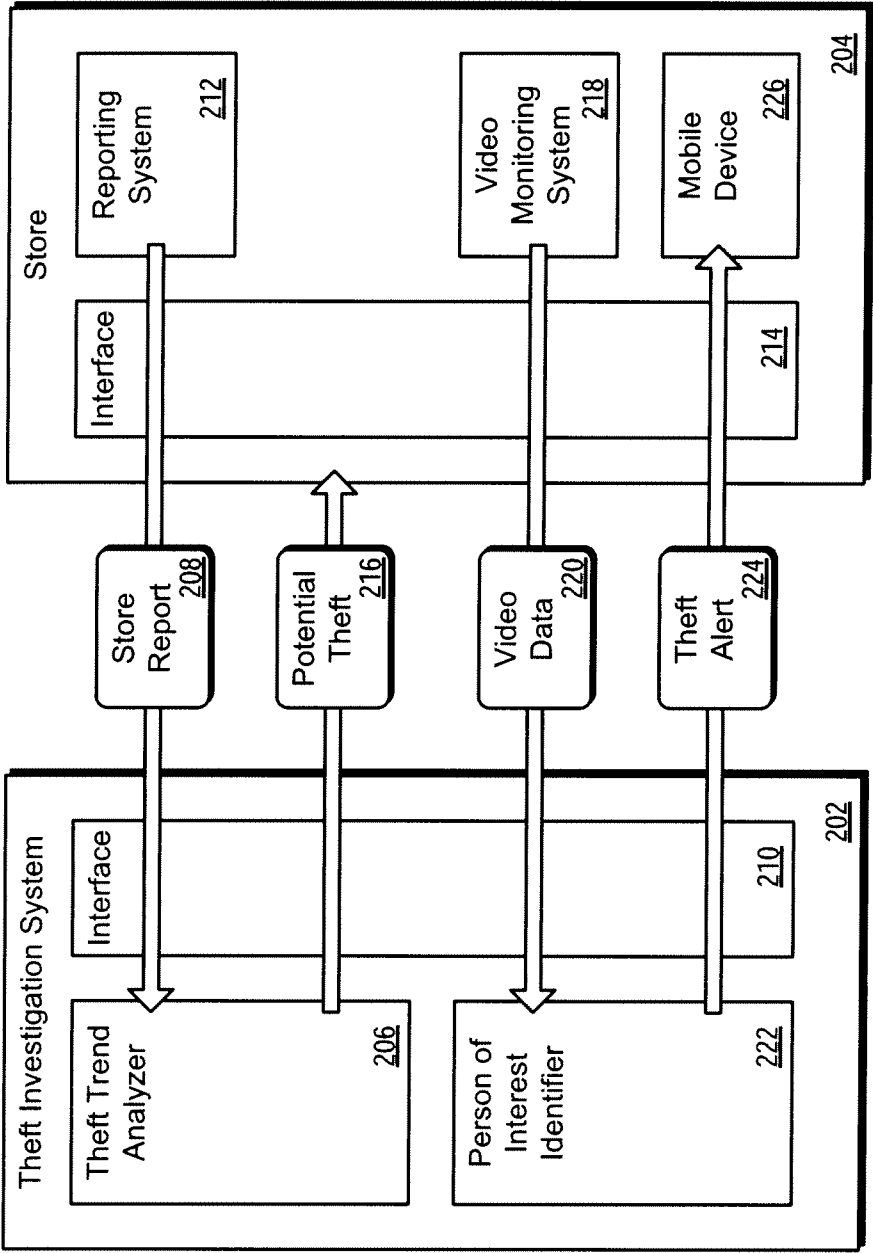 Theft Investigation System
Theft Trend
Analyzer
206
Person of
Interest
Identifier
222
Interface
210
202
Store
Report
208
Potential
Theft
216
Video
Data
220
Theft
Alert
224
Store
Interface
214
Reporting
System
212
Video
Monitoring
System
218
Mobile
Device
226
204